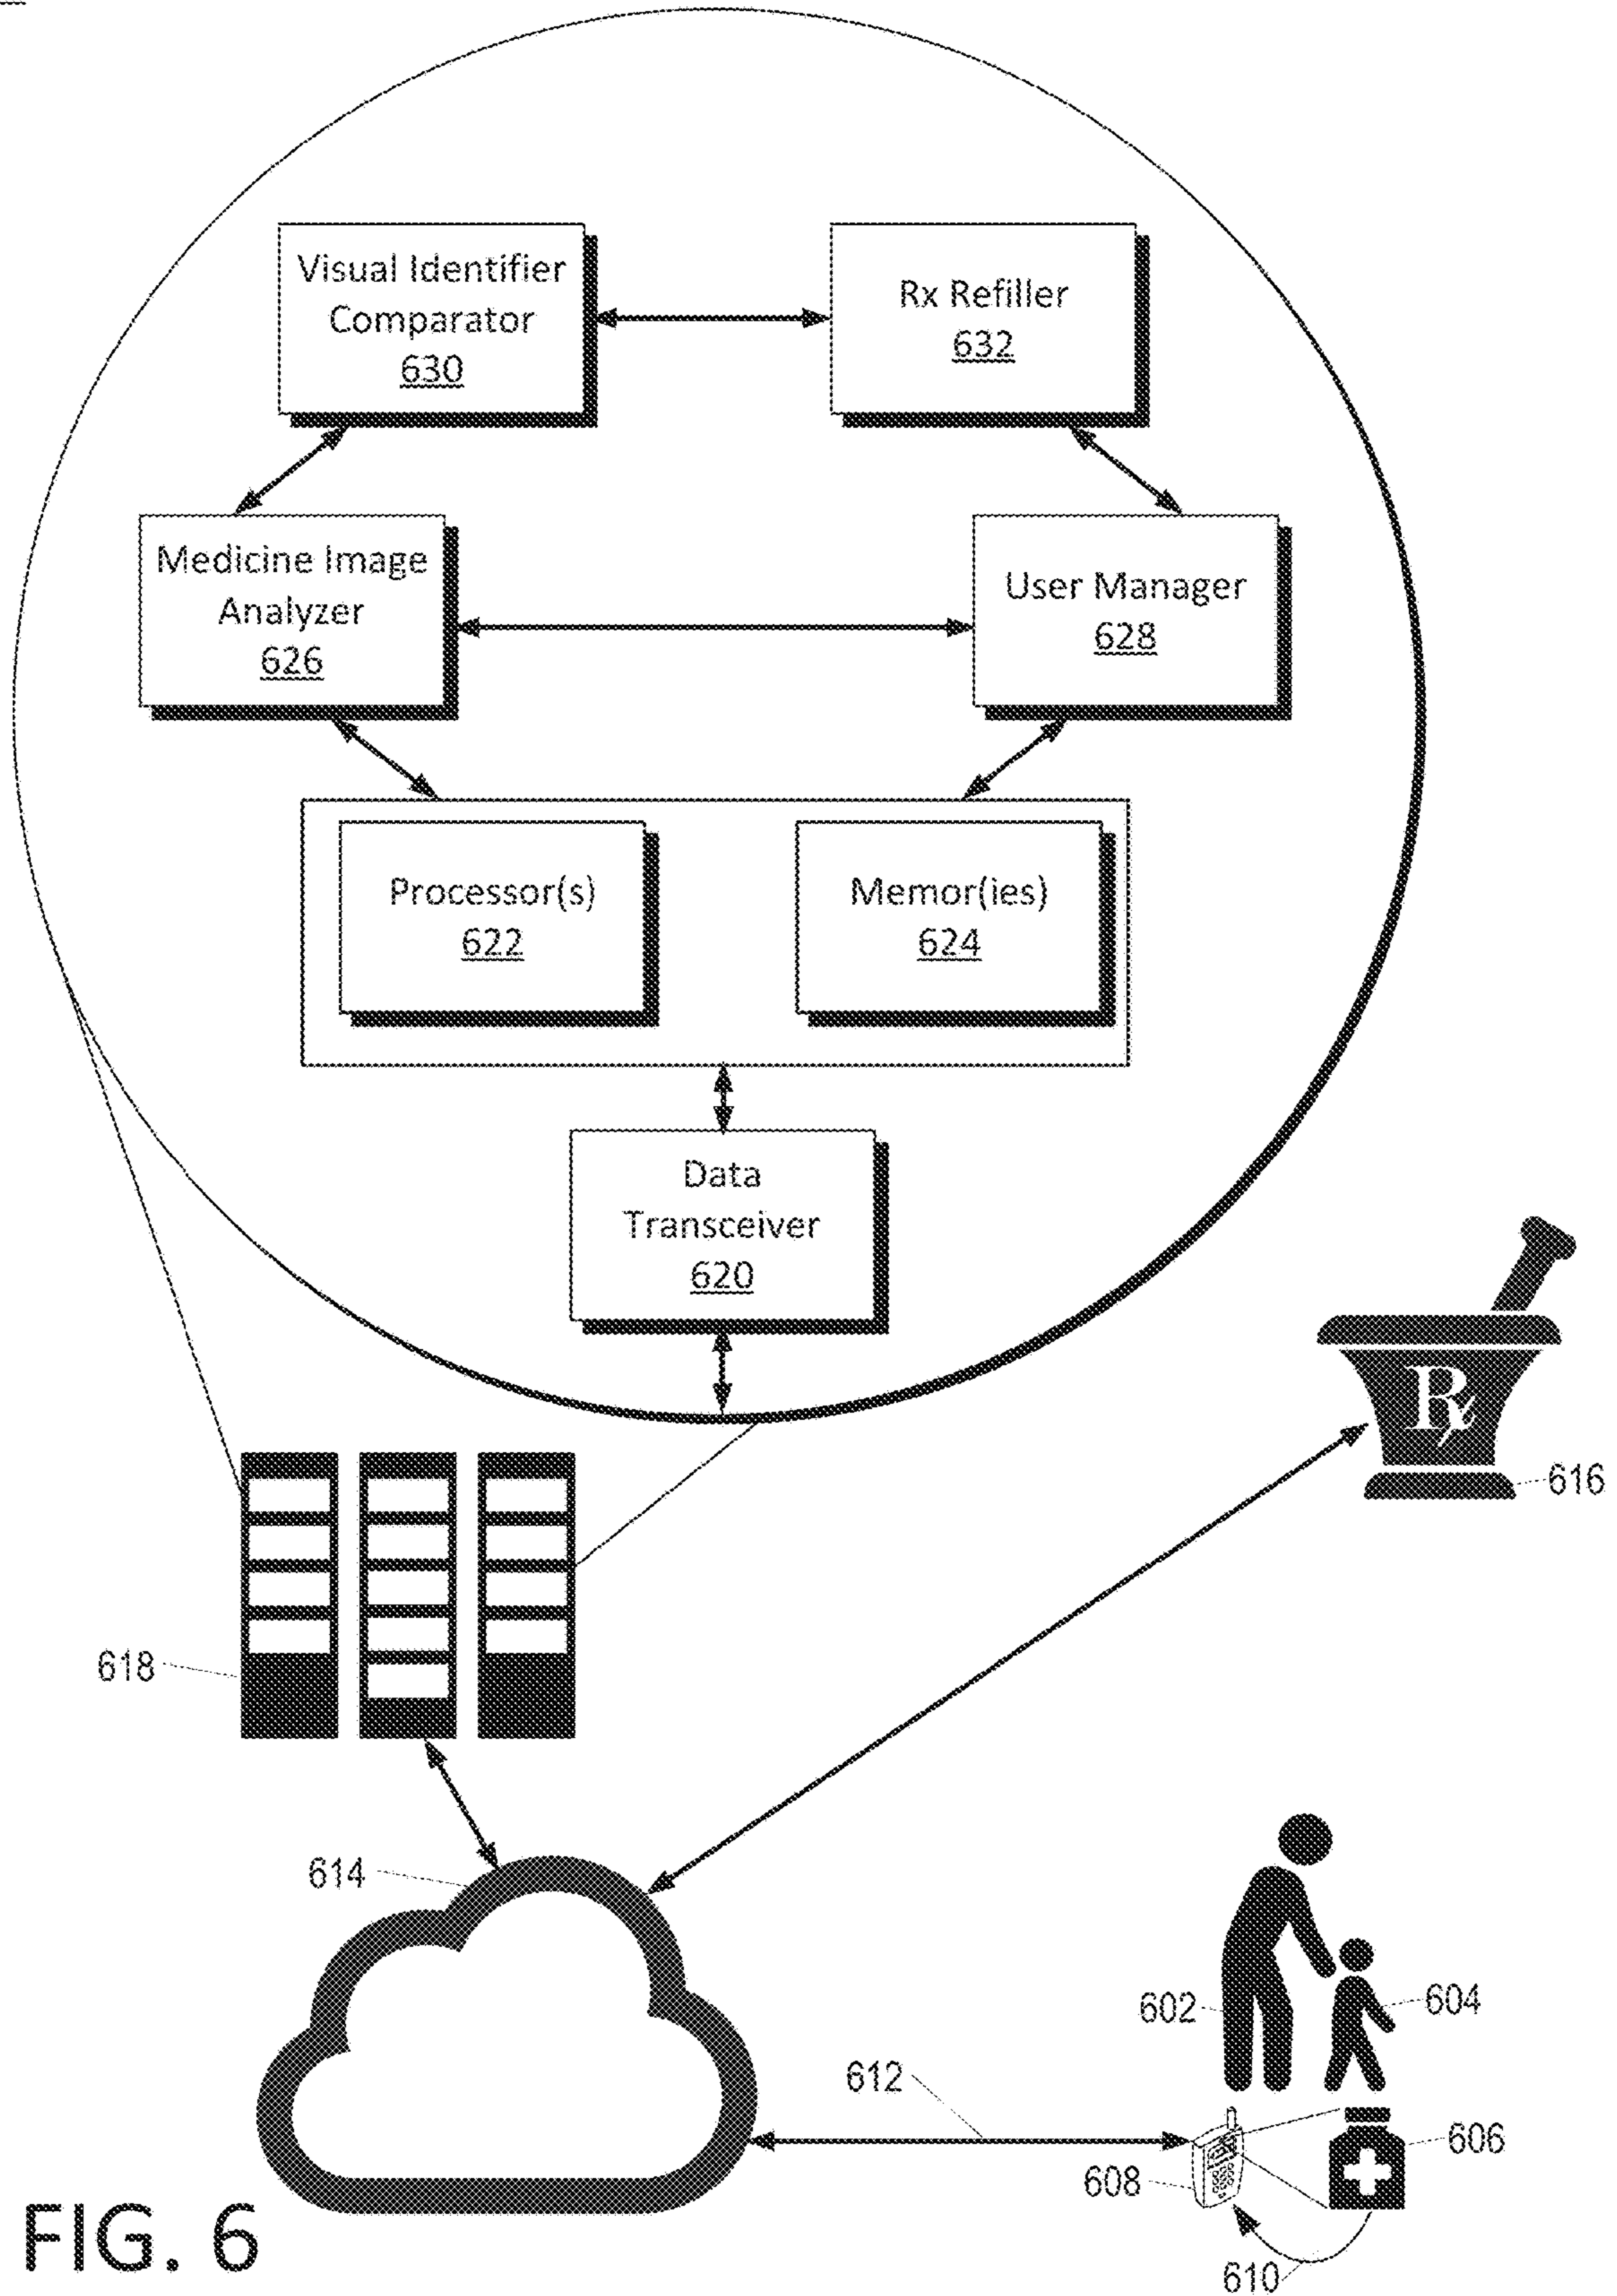 Visual Identifier
Comparator
630
Rx Refiller
632
Medicine Image
Analyzer
626
User Manager
628
Processor(s)
622
Memor(ies)
624
Data
Transceiver
620
Rx
616
618
614
602
604
612
606
608
610
FIG. 6